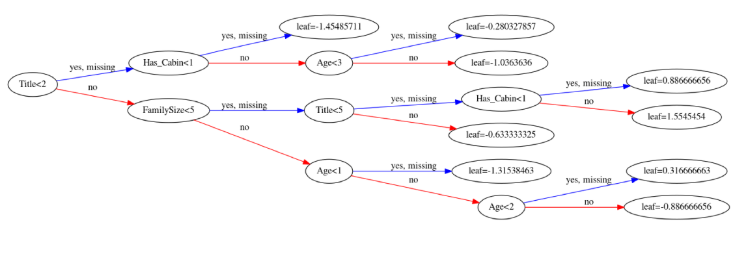 leaf=-1.45485711
leaf=-0.280327857
yes, missing
yes, missing
Has_Cabin<1
no
Age<3
leaf=-1.0363636
yes, missing
Title<2
no
yes, missing
leaf=0.886666656
Has_Cabin<1
yes, missing
no
FamilySize<5
yes, missing
Title<5
leaf=1.5545454
no
no
leaf=-0.633333325
yes, missing
Age<1
leaf=-1.31538463
leaf=0.316666663
no
yes, missing
Age<2
no
leaf=-0.886666656